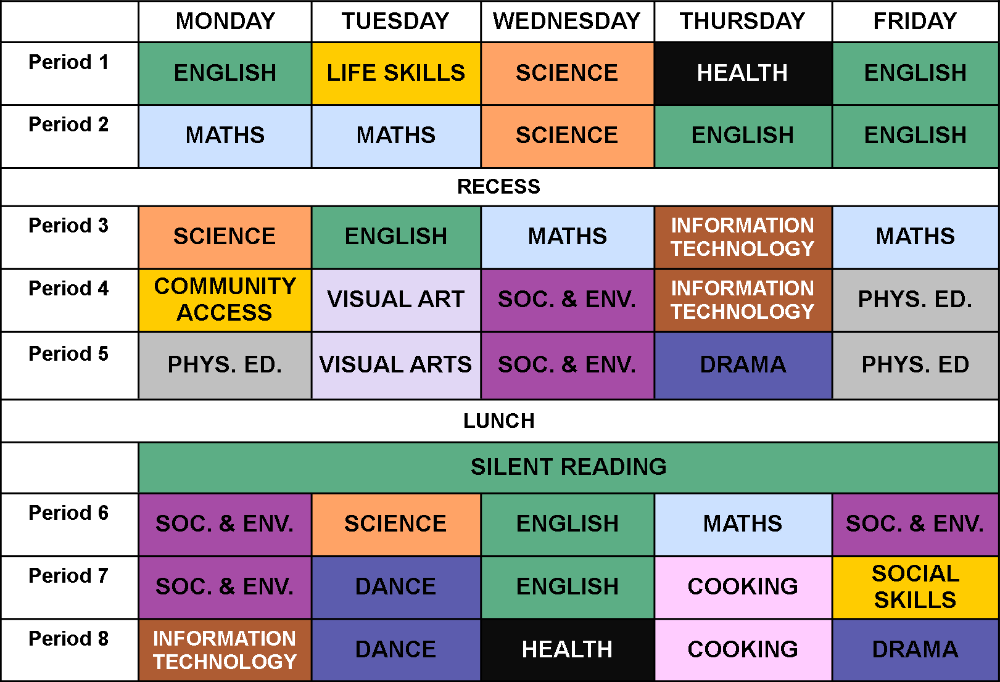 MONDAY TUESDAY WEDNESDAY THURSDAY FRIDAY
Period 1 ENGLISH LIFE SKILLS SCIENCE HEALTH ENGLISH
Period 2 MATHS MATHS SCIENCE ENGLISH ENGLISH
RECESS
Period 3 SCIENCE ENGLISH MATHS INFORMATION TECHNOLOGY MATHS
Period 4 COMMUNITY ACCESS VISUAL ART SOC. & ENV. INFORMATION TECHNOLOGY PHYS. ED.
Period 5 PHYS. ED. VISUAL ARTS SOC. & ENV. DRAMA PHYS. ED
LUNCH
SILENT READING
Period 6 SOC. & ENV. SCIENCE ENGLISH MATHS SOC. & ENV.
Period 7 SOC. & ENV. DANCE ENGLISH COOKING SOCIAL SKILLS
Period 8 INFORMATION TECHNOLOGY DANCE HEALTH COOKING DRAMA